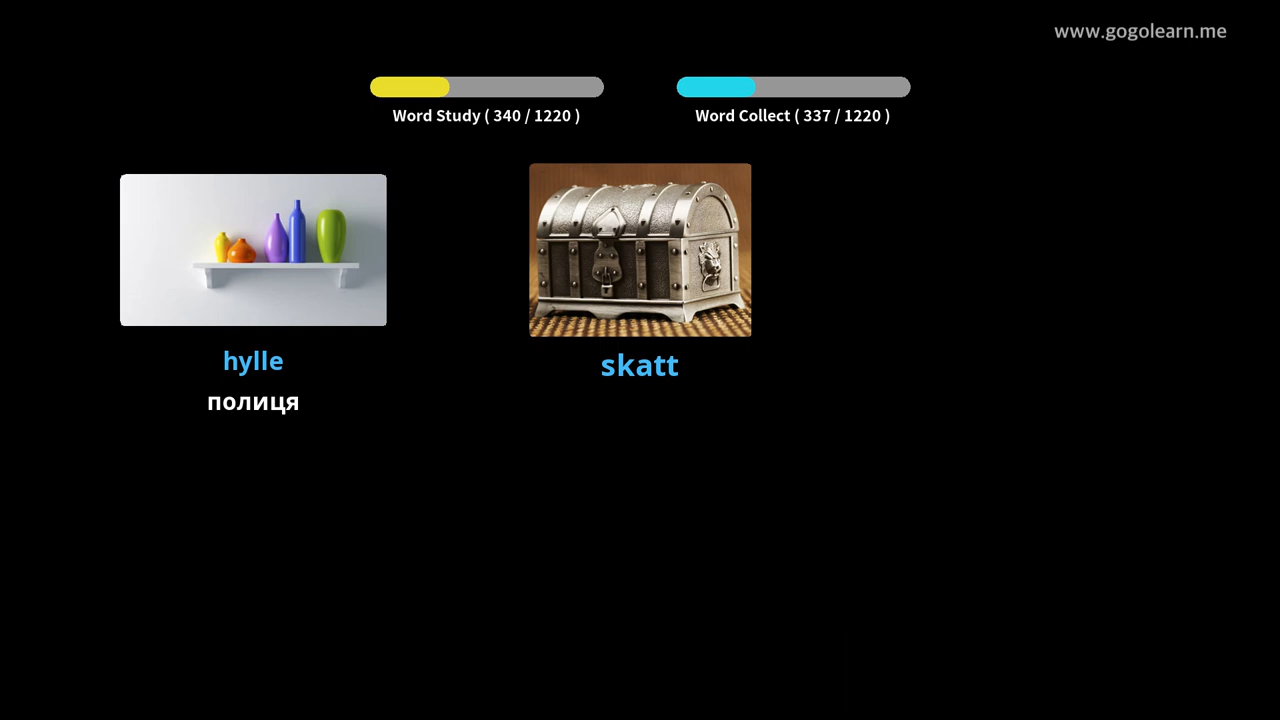 www.gogolearn.me
Word Study ( 340 / 1220 )
Word Collect ( 337 / 1220 )
hylle
полиця
skatt